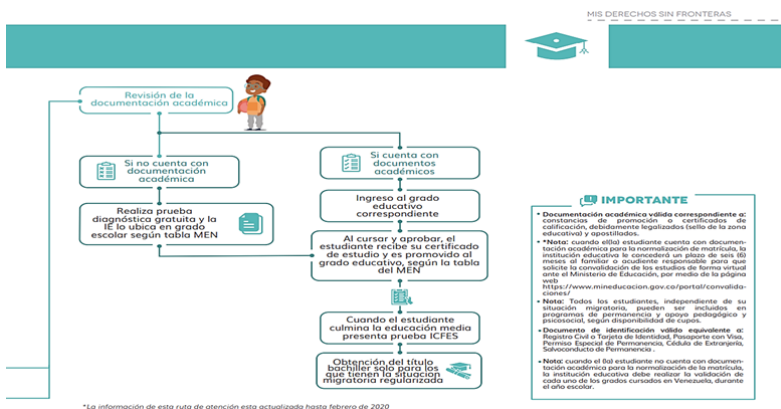 MIS DERECHOS SIN FRONTERAS
Revisión de la
documentación académica
Si no cuenta con
documentación
académica
Realiza prueba
diagnóstica gratuita y la
IE lo ubica en grado
escolar según tabla MEN
Si cuenta con
documentos
académicos
Ingreso al grado
educativo
correspondiente
Al cursar y aprobar, el
estudiante recibe su certificado
de estudio y es promovido al
grado educativo, según la tabla
del MEN
Cuando el estudiante
culmina la educación media
presenta prueba ICFES
Obtención del título
bachiller solo para los
que tienen la situacion
migratoria regularizada
IMPORTANTE
• Documentación académica válida correspondiente a:
constancias de promoción o certificados de
calificación, debidamente legalizados (sello de la zona
educativa) y apostillados.
• *Nota: cuando el(la) estudiante cuente con documen-
tación académica para la normalización de matrícula, la
institución educativa le concederá un plazo de seis (6)
meses al familiar o acudiente responsable para que
solicite la convalidación de los estudios de forma virtual
ante el Ministerio de Educación, por medio de la página
web
https://www.mineducacion.gov.co/portal/convalida-
ciones/
• Nota: Todos los estudiantes, independiente de su
situación migratoria, pueden ser incluidos en
programas de permanencia y apoyo pedagógico y
psicosocial, según disponibilidad de cupos.
• Documento de identificación válido equivalente a:
Registro Civil o Tarjeta de Identidad, Pasaporte con Visa,
Permiso Especial de Permanencia, Cédula de Extranjería,
Salvoconducto de Permanencia .
• Nota: cuando el (la) estudiante no cuenta con documen-
tación académica para la normalización de la matrícula,
la institución educativa debe realizar la validación de
cada uno de los grados cursados en Venezuela, durante
el año escolar.
*La información de esta ruta de atención esta actualizada hasta febrero de 2020